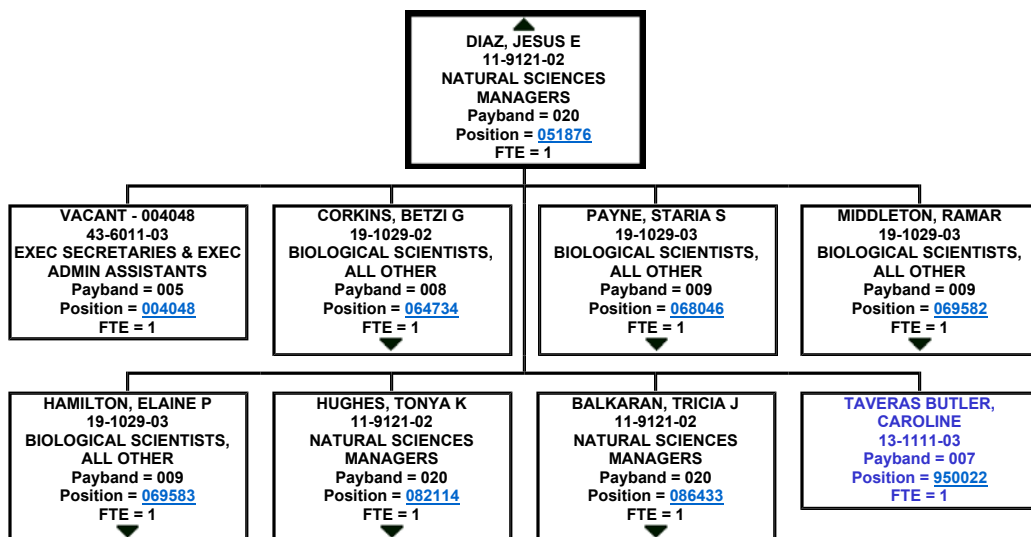 DIAZ, JESUS E
11-9121-02
NATURAL SCIENCES
MANAGERS
Payband = 020
Position = 051876
FTE = 1
VACANT - 004048
43-6011-03
EXEC SECRETARIES & EXEC
ADMIN ASSISTANTS
Payband = 005
Position = 004048
FTE = 1
CORKINS, BETZI G
19-1029-02
BIOLOGICAL SCIENTISTS,
ALL OTHER
Payband = 008
Position = 064734
FTE = 1
PAYNE, STARIA S
19-1029-03
BIOLOGICAL SCIENTISTS,
ALL OTHER
Payband = 009
Position = 068046
FTE = 1
MIDDLETON, RAMAR
19-1029-03
BIOLOGICAL SCIENTISTS,
ALL OTHER
Payband = 009
Position = 069582
FTE = 1
HAMILTON, ELAINE P
19-1029-03
BIOLOGICAL SCIENTISTS,
ALL OTHER
Payband = 009
Position = 069583
FTE = 1
HUGHES, TONYA K
11-9121-02
NATURAL SCIENCES
MANAGERS
Payband = 020
Position = 082114
FTE = 1
BALKARAN, TRICIA J
11-9121-02
NATURAL SCIENCES
MANAGERS
Payband = 020
Position = 086433
FTE = 1
TAVERAS BUTLER,
CAROLINE
13-1111-03
Payband = 007
Position = 950022
FTE = 1